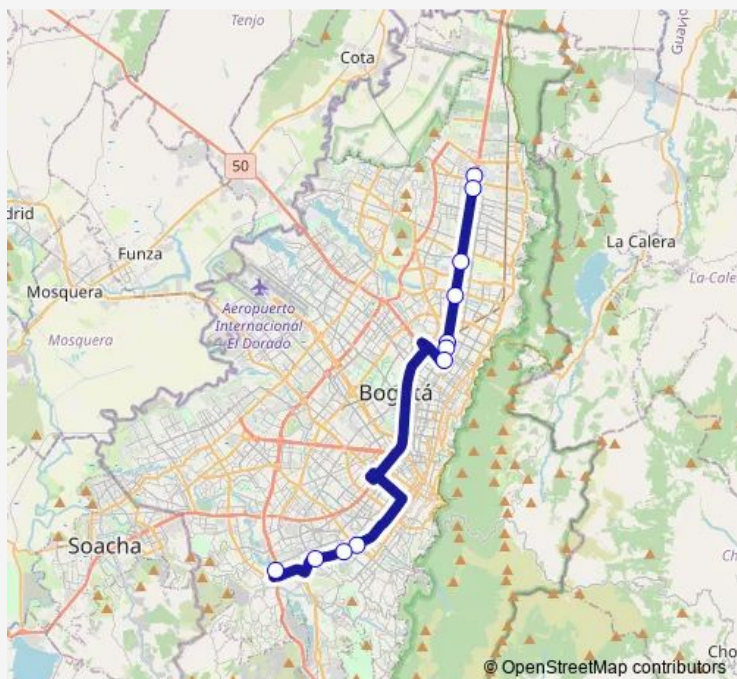 Tenjo
Cota
Guavio
50
drid
Funza
La Calera
Mosquera
Aeropuerto
Internacional
El Dorado
La Cale
Mosquera
Bogotá
Soacha
Cho
© OpenStreetMap contributors